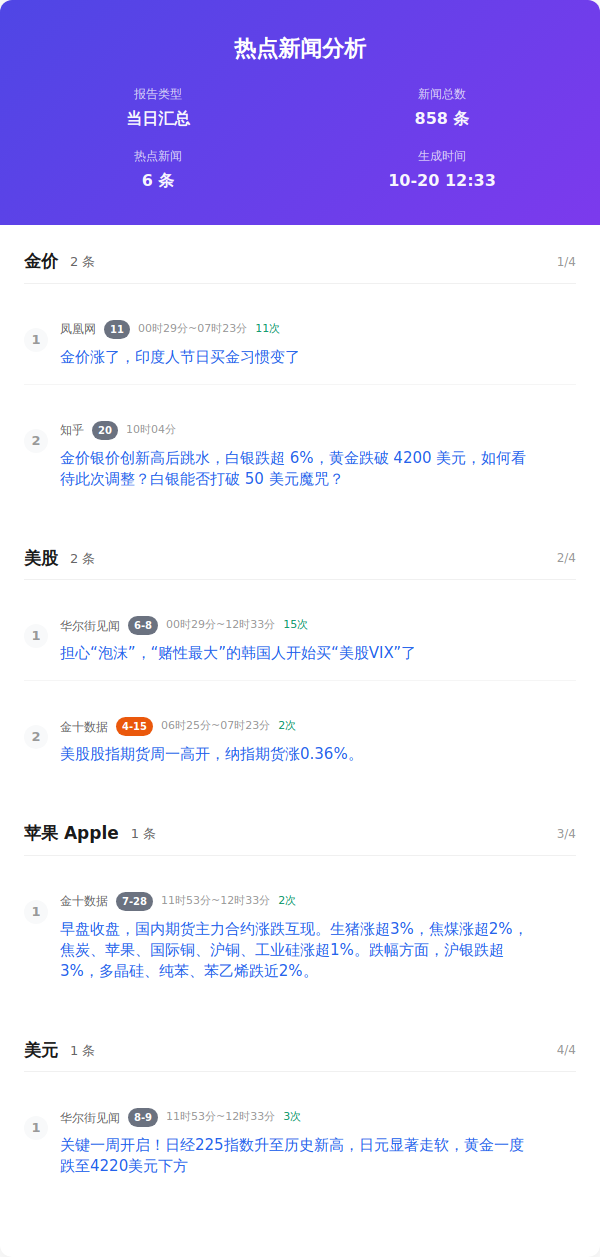 热点新闻分析
报告类型
当日汇总
新闻总数
858 条
热点新闻
6 条
生成时间
10-20 12:33
金价 2 条 1/4
1
凤凰网 11 00时29分~07时23分 11次
金价涨了，印度人节日买金习惯变了
2
知乎 20 10时04分
金价银价创新高后跳水，白银跌超 6%，黄金跌破 4200 美元，如何看
待此次调整？白银能否打破 50 美元魔咒？
美股 2 条 2/4
1
华尔街见闻 6-8 00时29分~12时33分 15次
担心“泡沫”，“赌性最大”的韩国人开始买“美股VIX”了
2
金十数据 4-15 06时25分~07时23分 2次
美股股指期货周一高开，纳指期货涨0.36%。
苹果 Apple 1 条 3/4
1
金十数据 7-28 11时53分~12时33分 2次
早盘收盘，国内期货主力合约涨跌互现。生猪涨超3%，焦煤涨超2%，
焦炭、苹果、国际铜、沪铜、工业硅涨超1%。跌幅方面，沪银跌超
3%，多晶硅、纯苯、苯乙烯跌近2%。
美元 1 条 4/4
1
华尔街见闻 8-9 11时53分~12时33分 3次
关键一周开启！日经225指数升至历史新高，日元显著走软，黄金一度
跌至4220美元下方